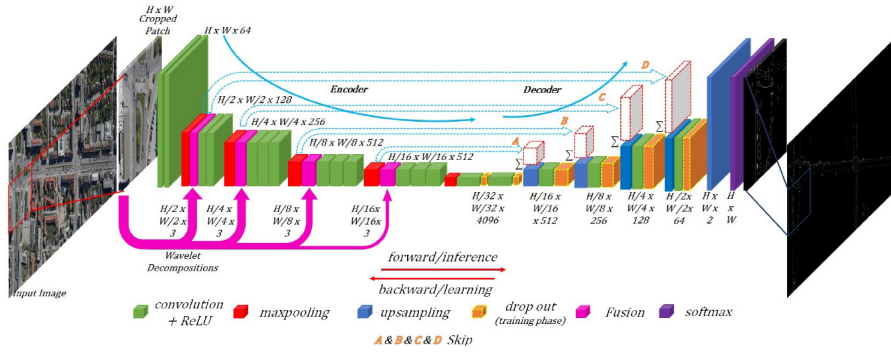 H x W
Cropped
Patch
H x W x 64
Encoder
Decoder
D
C
B
A
H/2 x W/2 x 128
H/4 x W/4 x 256
H/8 x W/8 x 512
H/16 x W/16 x 512
Σ
Σ
Σ
Σ
H/2 x
W/2 x
3
H/4 x
W/4 x
3
H/8 x
W/8 x
3
H/16x
W/16x
3
H/32 x
W/32 x
4096
H/16 x
W/16
x 512
H/8 x
W/8 x
256
H/4 x
W/4 x
128
H /2x
W /2x
64
H x
W x
2
H x
W
Wavelet
Decompositions
Input Image
forward/inference
backward/learning
convolution
+ ReLU
maxpooling
upsampling
drop out
(training phase)
Fusion
softmax
A & B & C & D Skip